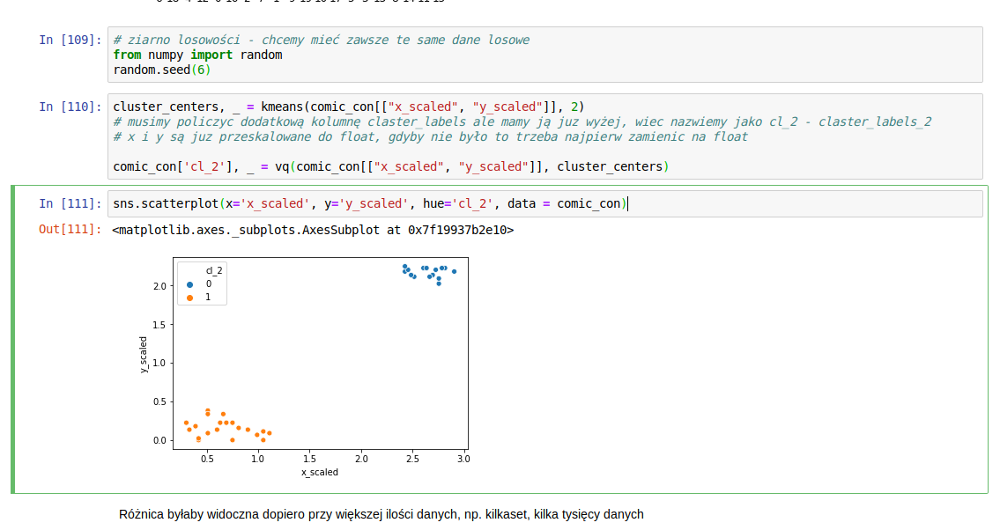 In [109]: # ziarno losowości - chcemy mieć zawsze te same dane losowe
from numpy import random
random.seed(6)
In [110]: cluster_centers, _ = kmeans(comic_con[["x_scaled", "y_scaled"]], 2)
# musimy policzyc dodatkową kolumnę claster_labels ale mamy ją juz wyżej, wiec nazwiemy jako cl_2 - claster_labels_2
# x i y są juz przeskalowane do float, gdyby nie było to trzeba najpierw zamienic na float
comic_con['cl_2'], _ = vq(comic_con[["x_scaled", "y_scaled"]], cluster_centers)
In [111]: sns.scatterplot(x='x_scaled', y='y_scaled', hue='cl_2', data = comic_con)
Out[111]: <matplotlib.axes._subplots.AxesSubplot at 0x7f19937b2e10>
cl_2
0
1
2.0
1.5
1.0
0.5
0.0
y_scaled
0.5 1.0 1.5 2.0 2.5 3.0
x_scaled
Różnica byłaby widoczna dopiero przy większej ilości danych, np. kilkaset, kilka tysięcy danych